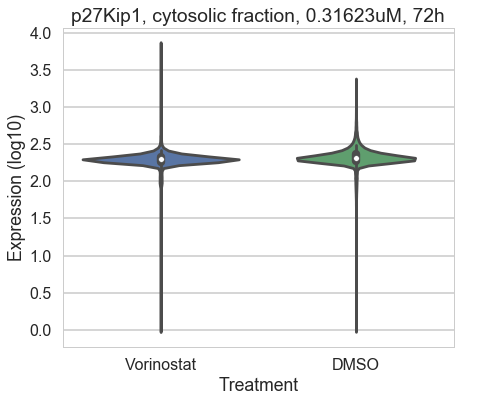 p27Kip1, cytosolic fraction, 0.31623uM, 72h
4.0
3.5
3.0
2.5
2.0
1.5
1.0
0.5
0.0
Expression (log10)
Vorinostat DMSO
Treatment